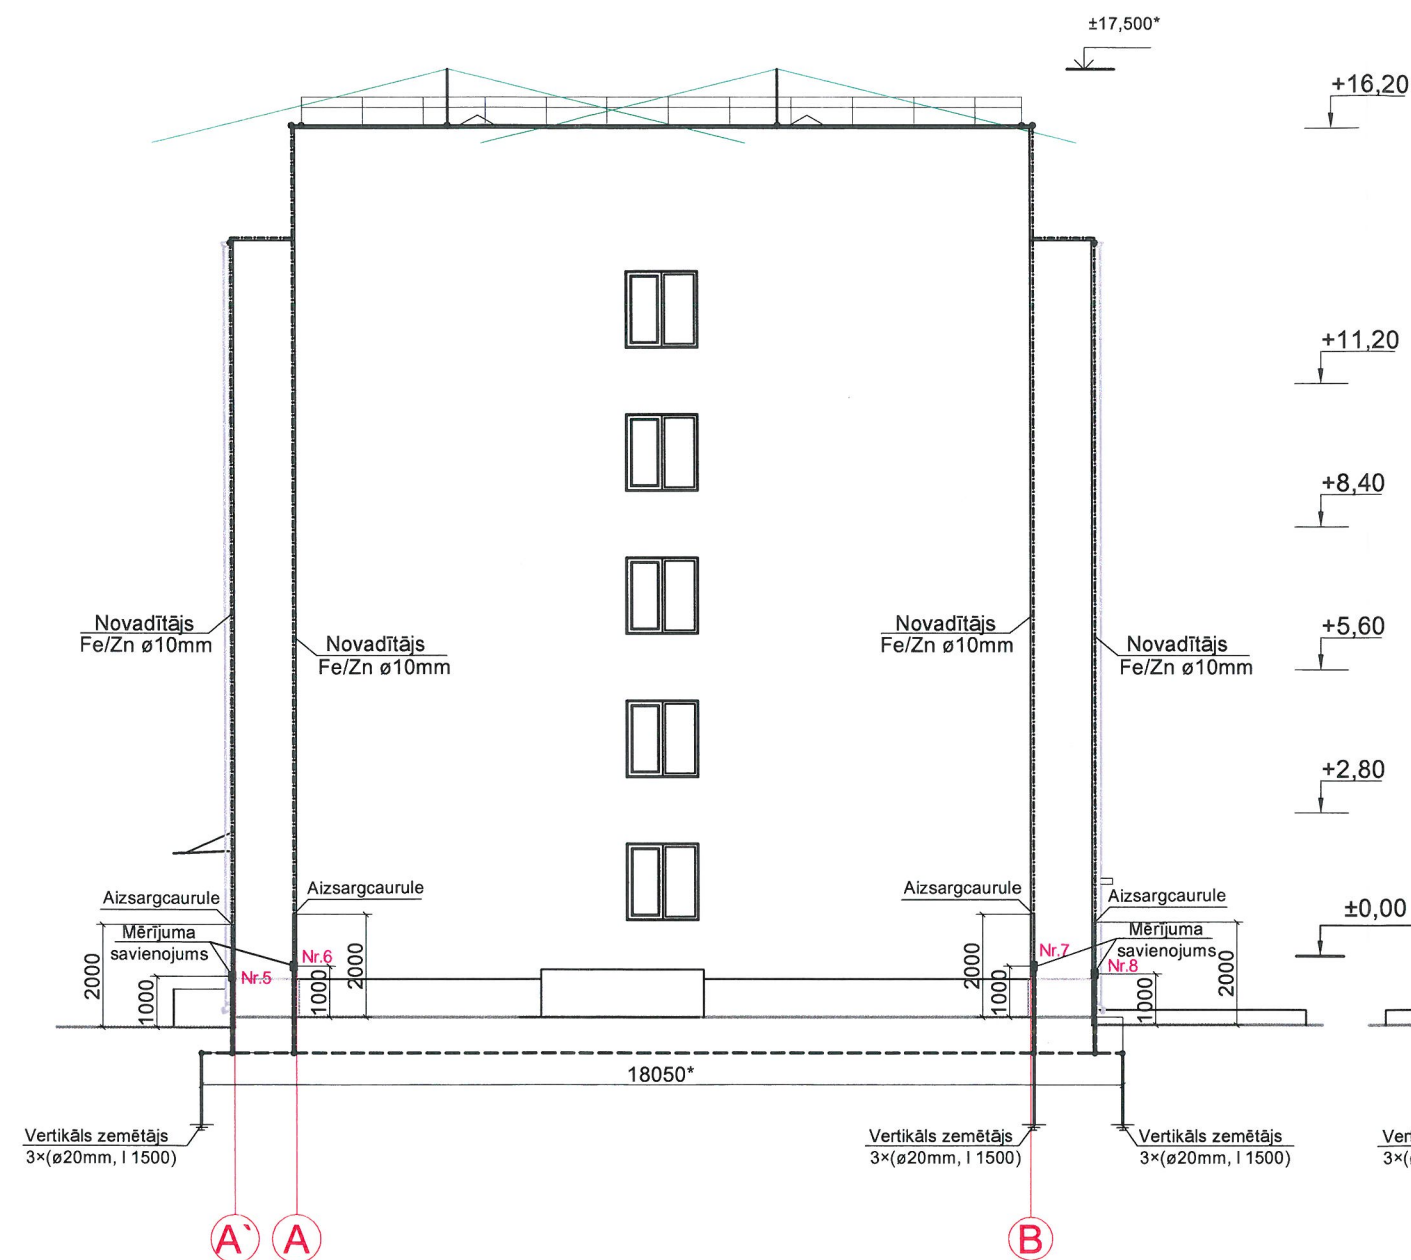 ±17,500*
+16,20
+11,20
+8,40
Novadītājs
Fe/Zn ø10mm
Novadītājs
Fe/Zn ø10mm
Novadītājs
Fe/Zn ø10mm
Novadītājs
Fe/Zn ø10mm
+5,60
+2,80
Aizsargcaurule
Aizsargcaurule
Aizsargcaurule
Aizsargcaurule
±0,00
Mērījuma
savienojums
Nr.5
Nr.6
Nr.7
Mērījuma
savienojums
Nr.8
2000
1000
1000
2000
2000
1000
1000
2000
18050*
Vertikāls zemētājs
3×(ø20mm, l 1500)
Vertikāls zemētājs
3×(ø20mm, l 1500)
Vertikāls zemētājs
3×(ø20mm, l 1500)
A`
A
B